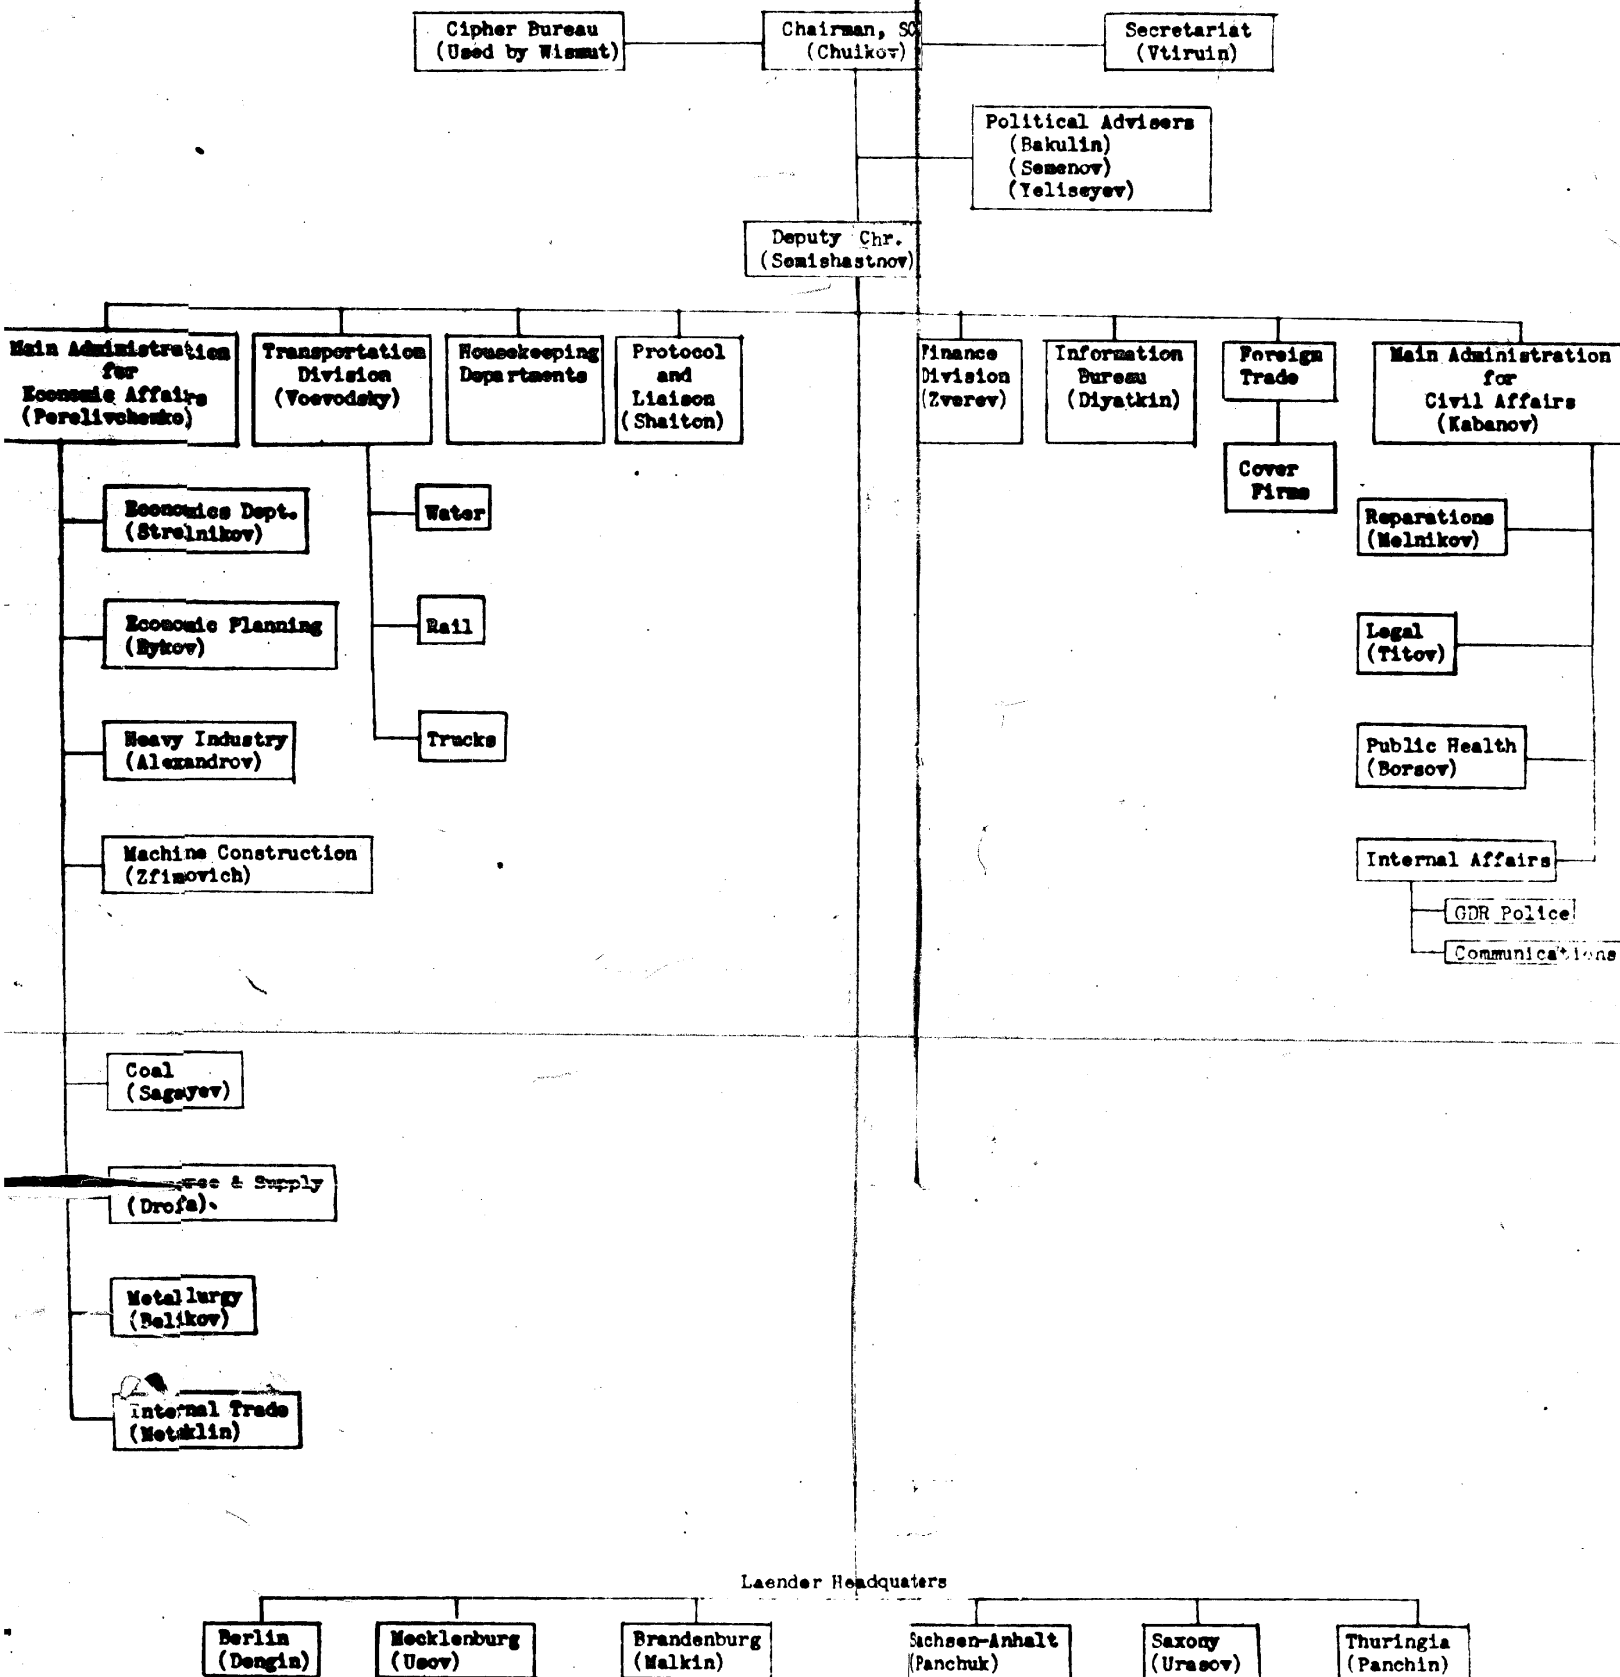 Cipher Bureau
(Used by Wismut)
Chairman, SC
(Chuikov)
Secretariat
(Vtiruin)
Political Advisers
(Bakulin)
(Semenov)
(Yeliseyev)
Deputy Chr.
(Semishastnov)
Main Administration
for
Economic Affairs
(Perelivchenko)
Transportation
Division
(Voevodsky)
Housekeeping
Departments
Protocol
and
Liaison
(Shaiton)
Finance
Division
(Zverev)
Information
Bureau
(Diyatkin)
Foreign
Trade
Main Administration
for
Civil Affairs
(Kabanov)
Economics Dept.
(Strelnikov)
Economic Planning
(Rykov)
Heavy Industry
(Alexandrov)
Machine Construction
(Zfimovich)
Coal
(Sagayev)
& Supply
(Drofa).
Metallurgy
(Belikov)
Internal Trade
(Metaklin)
Water
Rail
Trucks
Cover
Firms
Reparations
(Melnikov)
Legal
(Titov)
Public Health
(Borsov)
Internal Affairs
GDR Police
Communications
Laender Headquaters
Berlin
(Dengin)
Mecklenburg
(Usov)
Brandenburg
(Malkin)
Sachsen-Anhalt
(Panchuk)
Saxony
(Urasov)
Thuringia
(Panchin)